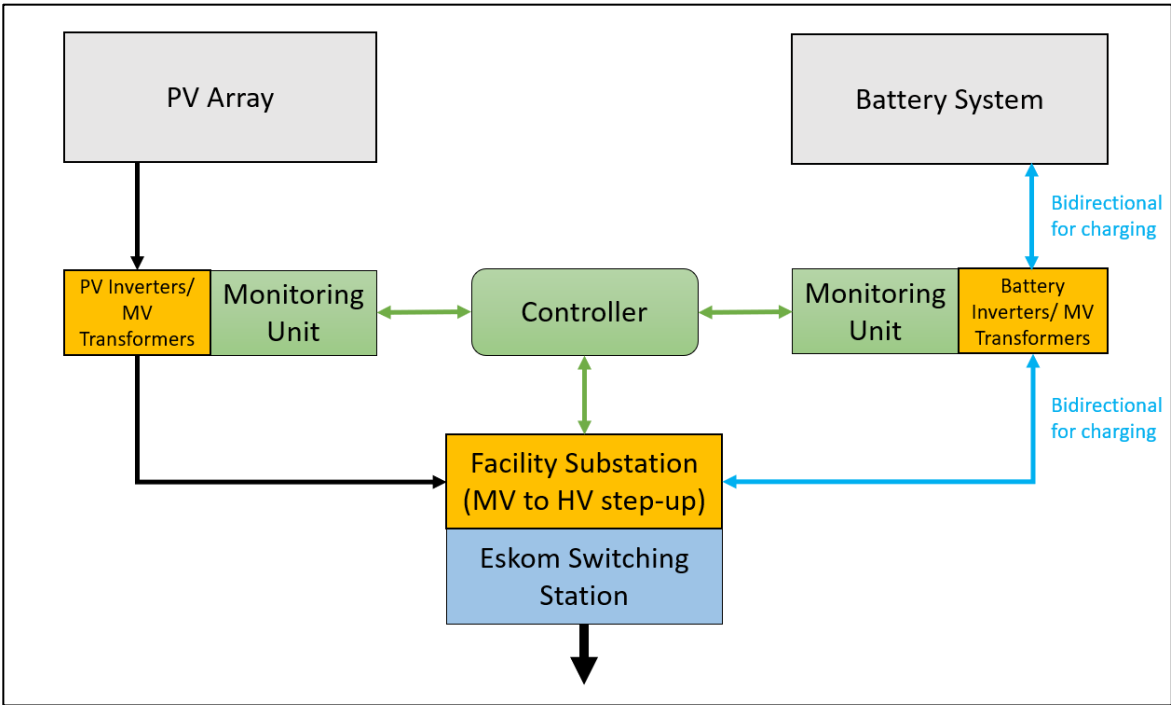 PV Array
Battery System
Bidirectional
for charging
PV Inverters/
MV
Transformers
Monitoring
Unit
Controller
Monitoring
Unit
Battery
Inverters/ MV
Transformers
Bidirectional
for charging
Facility Substation
(MV to HV step-up)
Eskom Switching
Station